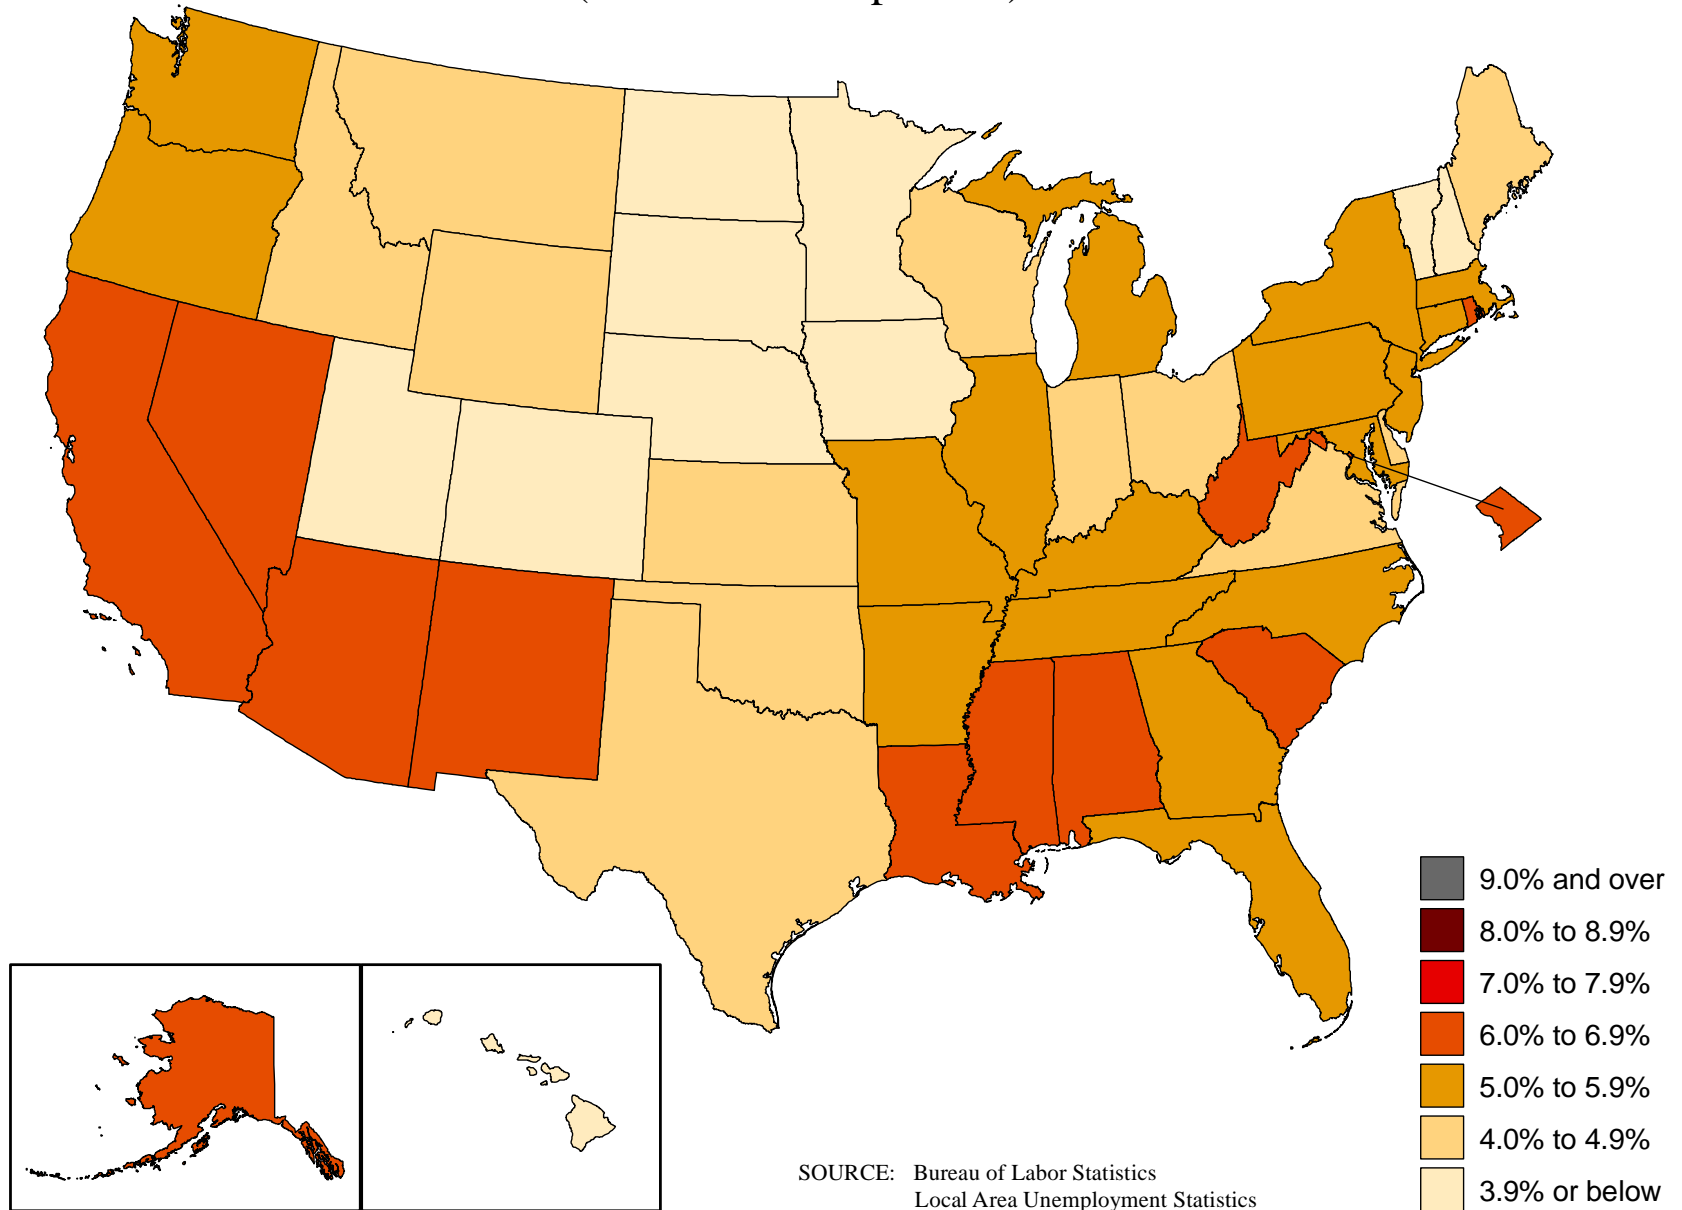 9.0% and over
8.0% to 8.9%
7.0% to 7.9%
6.0% to 6.9%
5.0% to 5.9%
4.0% to 4.9%
3.9% or below
SOURCE: Bureau of Labor Statistics
Local Area Unemployment Statistics